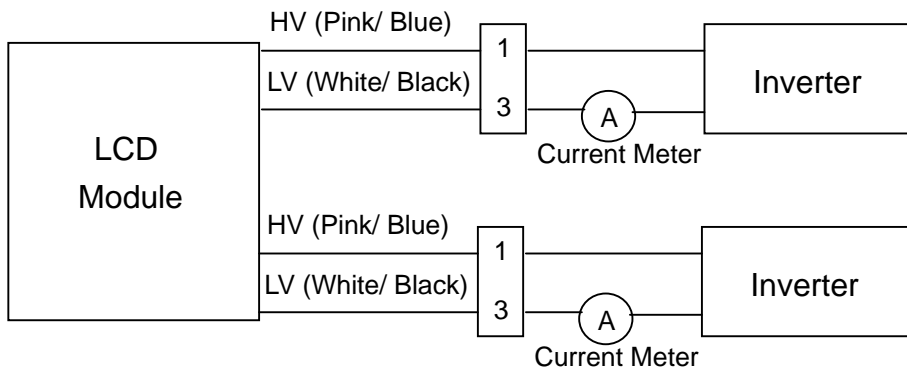 HV (Pink/ Blue)
1
LV (White/ Black)
3
A
Current Meter
Inverter
LCD
Module
HV (Pink/ Blue)
1
LV (White/ Black)
3
A
Current Meter
Inverter